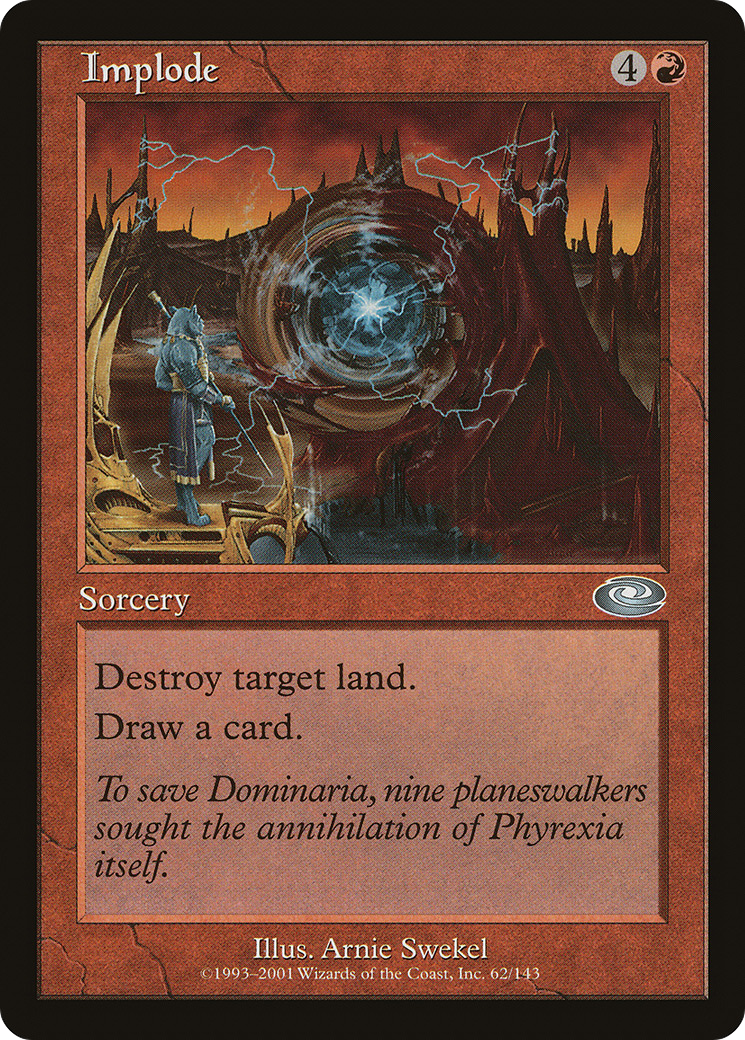 Implode
4
Sorcery
Destroy target land.
Draw a card.
To save Dominaria, nine planeswalkers
sought the annihilation of Phyrexia
itself.
Illus. Arnie Swekel
©1993–2001 Wizards of the Coast, Inc. 62/143